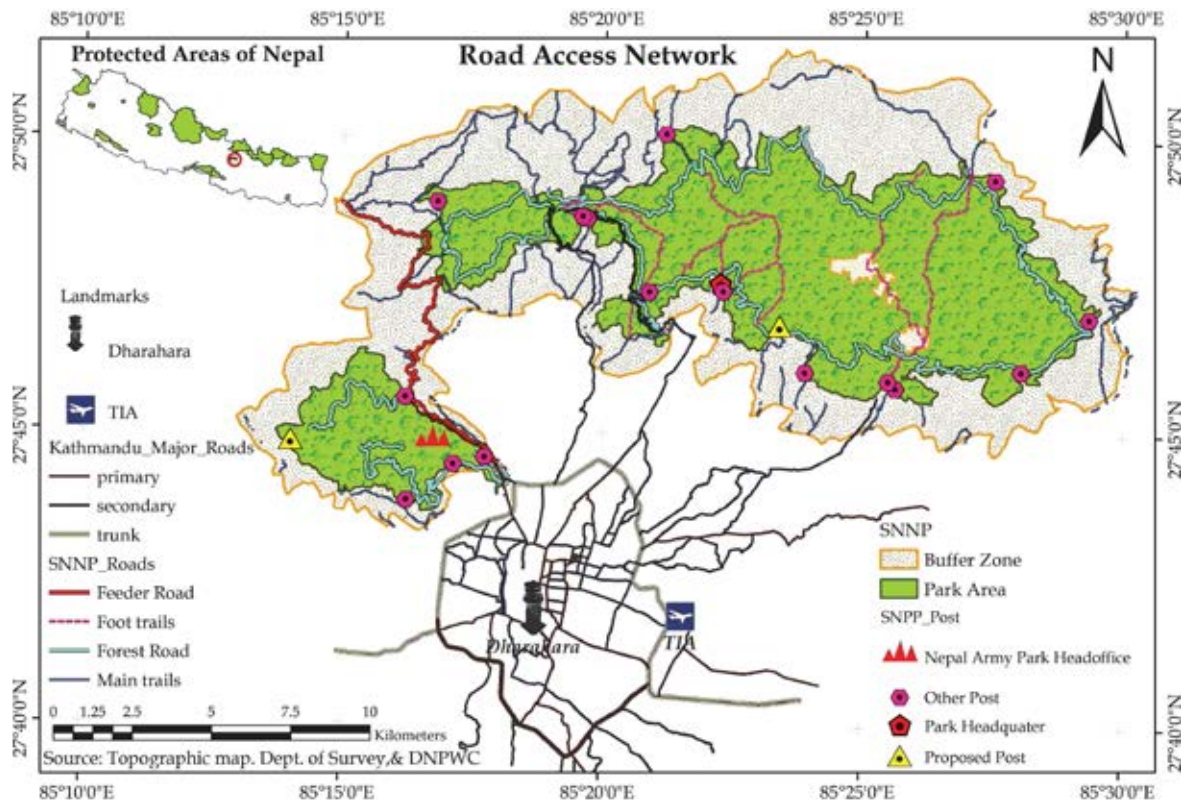 85°10'0"E 85°15'0"E 85°20'0"E 85°25'0"E 85°30'0"E
Protected Areas of Nepal
Road Access Network
N
27°50'0"N
27°50'0"N
Landmarks
Dharahara
TIA
27°45'0"N
27°45'0"N
Kathmandu_Major_Roads
primary
secondary
trunk
SNNP_Roads
Feeder Road
Foot trails
Forest Road
Main trails
Dharahara
TIA
SNNP
Buffer Zone
Park Area
SNPP_Post
Nepal Army Park Headoffice
Other Post
Park Headquater
Proposed Post
27°40'0"N
27°40'0"N
0 1.25 2.5 5 7.5 10
Kilometers
Source: Topographic map. Dept. of Survey,& DNPWC
85°10'0"E 85°15'0"E 85°20'0"E 85°25'0"E 85°30'0"E